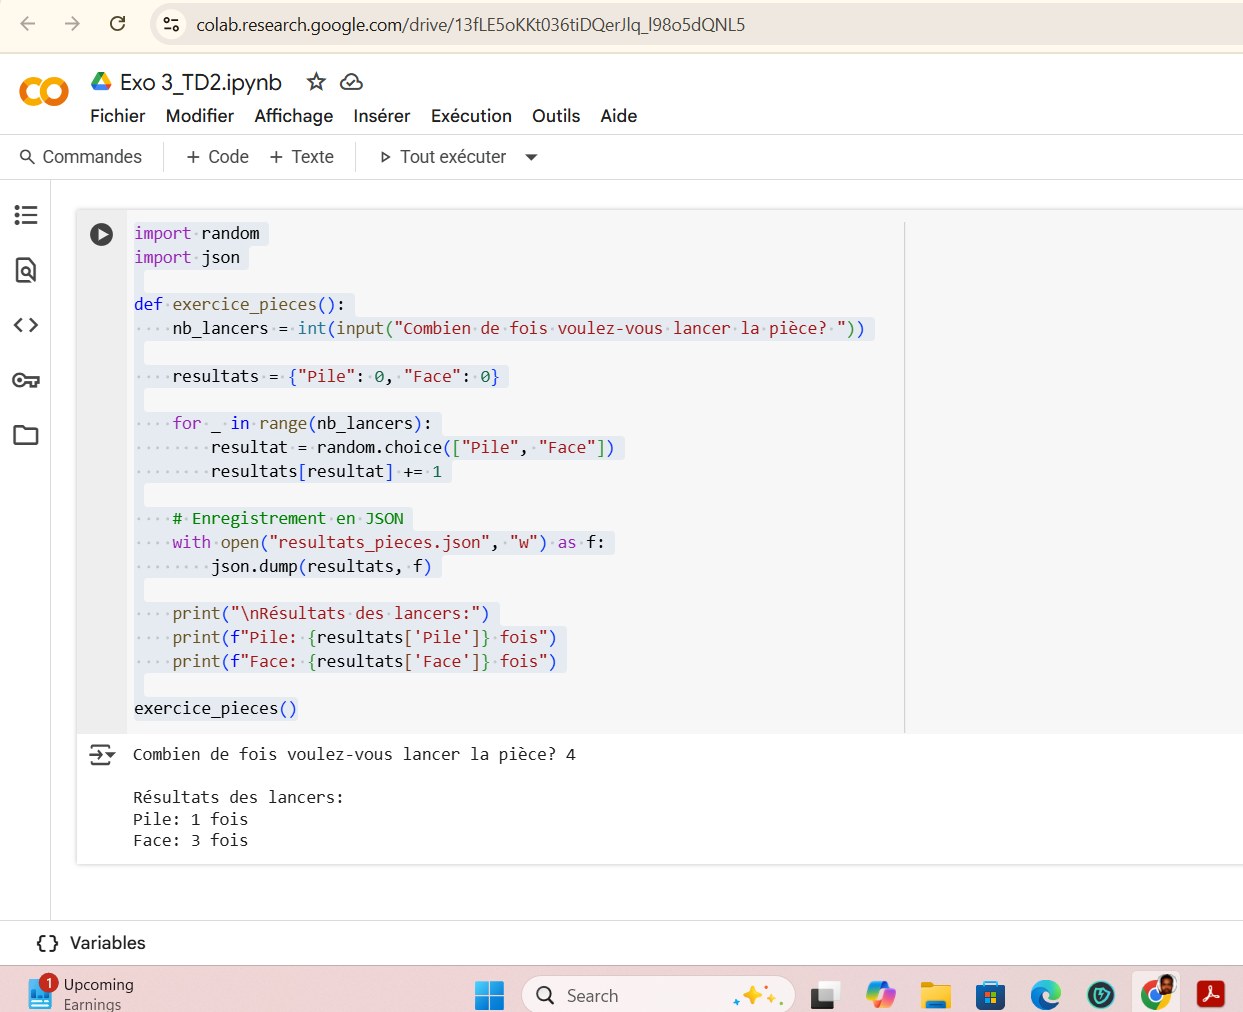 colab.research.google.com/drive/13fLE5oKKt036tiDQerJlq_l98o5dQNL5
Exo 3_TD2.ipynb
Fichier Modifier Affichage Insérer Exécution Outils Aide
Commandes + Code + Texte Tout exécuter
import random
import json
def exercice_pieces():
    nb_lancers = int(input("Combien de fois voulez-vous lancer la pièce? "))
    resultats = {"Pile": 0, "Face": 0}
    for _ in range(nb_lancers):
        resultat = random.choice(["Pile", "Face"])
        resultats[resultat] += 1
    # Enregistrement en JSON
    with open("resultats_pieces.json", "w") as f:
        json.dump(resultats, f)
    print("\nRésultats des lancers:")
    print(f"Pile: {resultats['Pile']} fois")
    print(f"Face: {resultats['Face']} fois")
exercice_pieces()
Combien de fois voulez-vous lancer la pièce? 4
Résultats des lancers:
Pile: 1 fois
Face: 3 fois
{} Variables
1
Upcoming
Earnings
Search